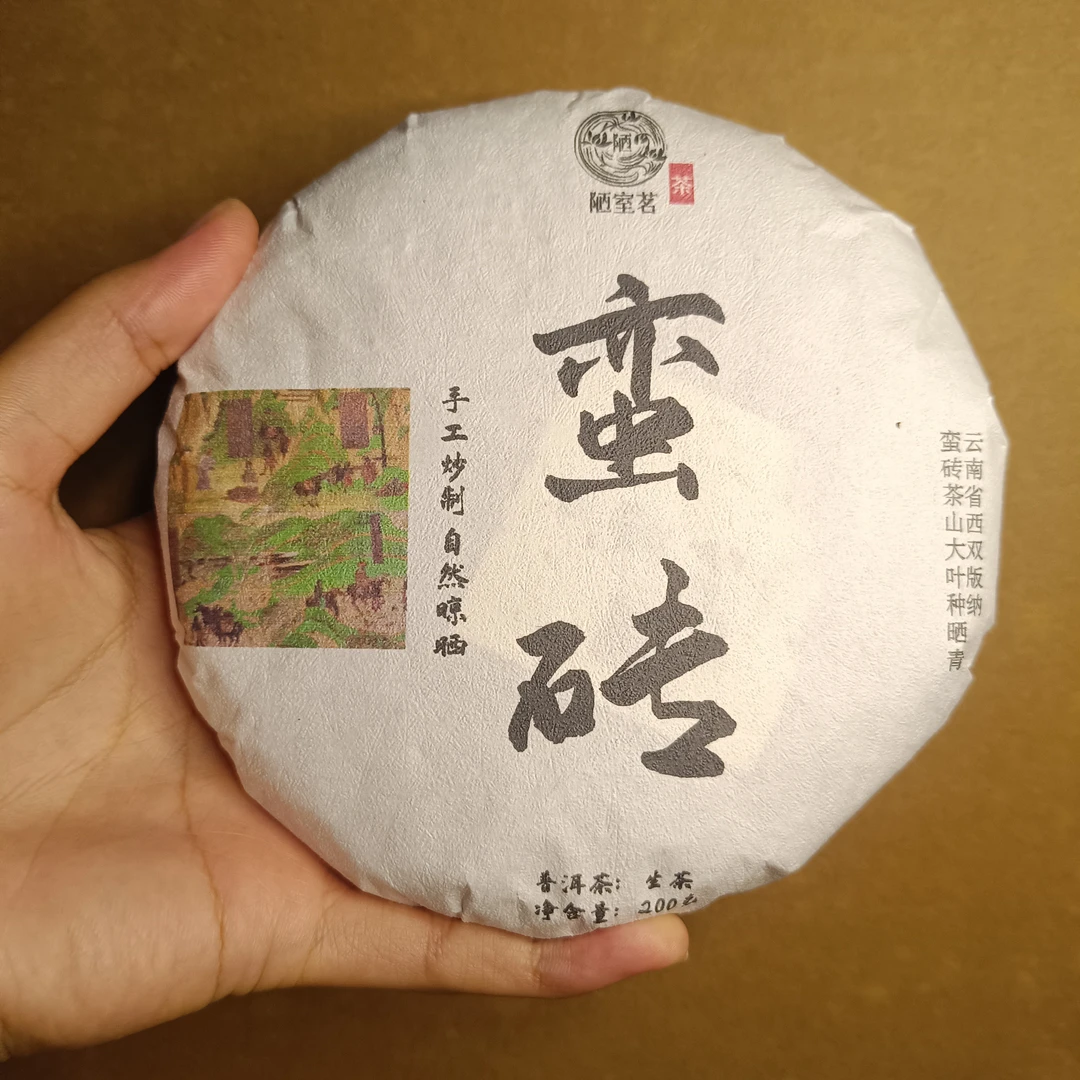 陋
陋室茗
茶
蛮砖
云南省西双版纳
蛮砖茶山大叶种晒青
手工炒制自然晾晒
普洱茶：生茶
净含量：200克